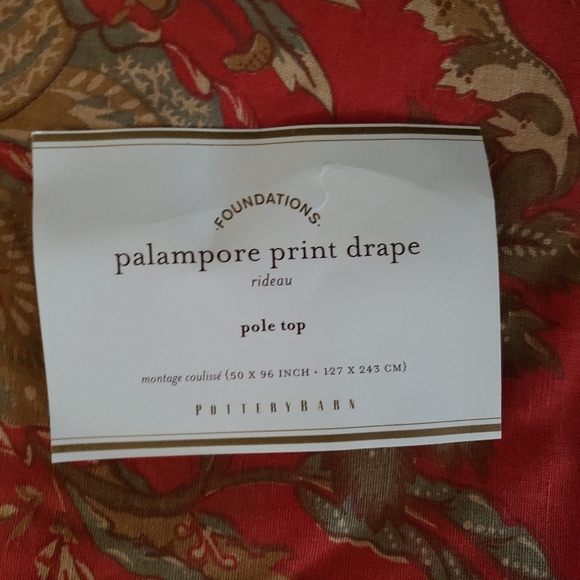 ·FOUNDATIONS·
palampore print drape
rideau
pole top
montage coulissé {50 X 96 INCH · 127 X 243 CM}
POTTERYBARN